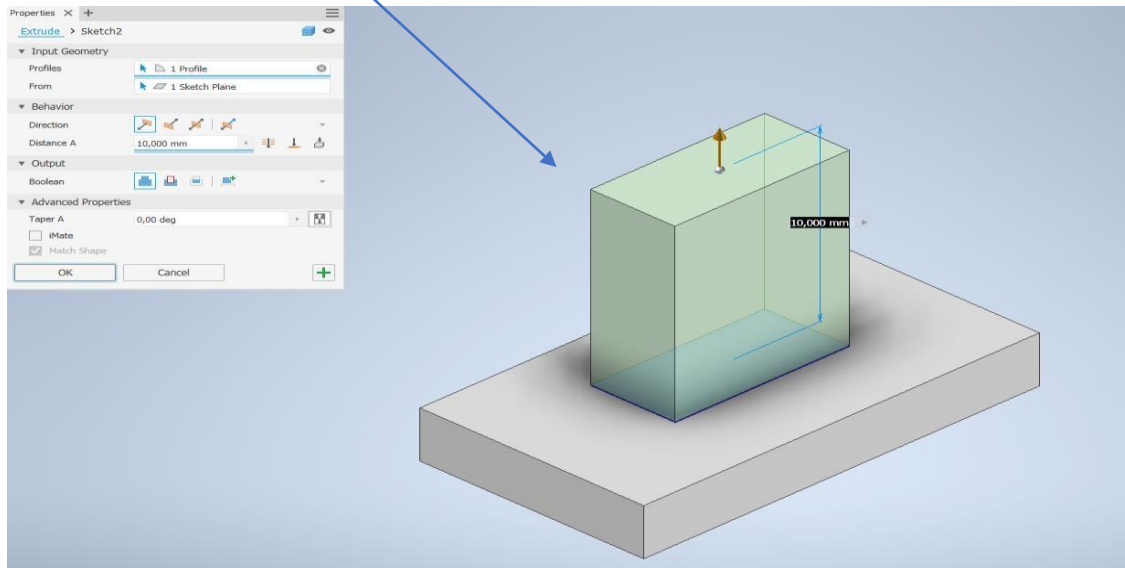 Properties × +
Extrude > Sketch2
Input Geometry
Profiles 1 Profile
From 1 Sketch Plane
Behavior
Direction
Distance A 10,000 mm
Output
Boolean
Advanced Properties
Taper A 0,00 deg
iMate
Match Shape
OK Cancel +
10,000 mm